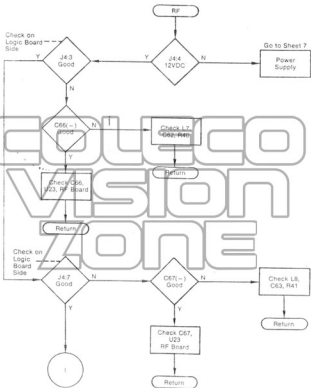 RF
Check on
Logic Board
Side
J4:3
Good
Y
N
J4:4
12VDC
Y
N
Go to Sheet 7
Power
Supply
C66(−)
Good
N
Y
Check L7,
C62, R40
Return
Check C66,
U23, RF Board
Return
COLECO
VISION
ZONE
Check on
Logic
Board
Side
J4:7
Good
N
Y
C67(−)
Good
N
Y
Check L8,
C63, R41
Return
Check C67,
U23
RF Board
Return
I